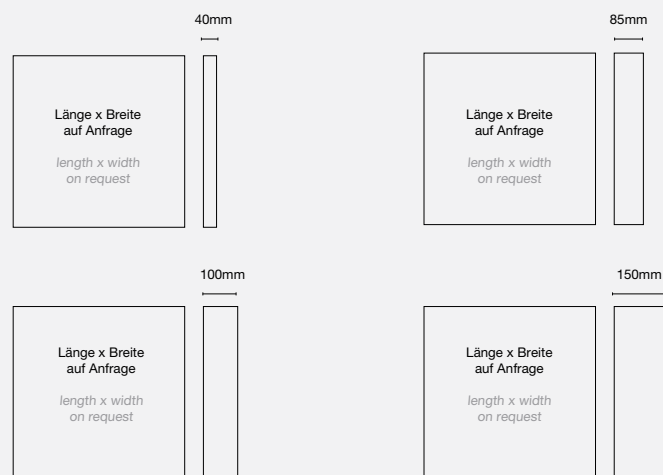 40mm
85mm
Länge x Breite
auf Anfrage
length x width
on request
Länge x Breite
auf Anfrage
length x width
on request
100mm
150mm
Länge x Breite
auf Anfrage
length x width
on request
Länge x Breite
auf Anfrage
length x width
on request